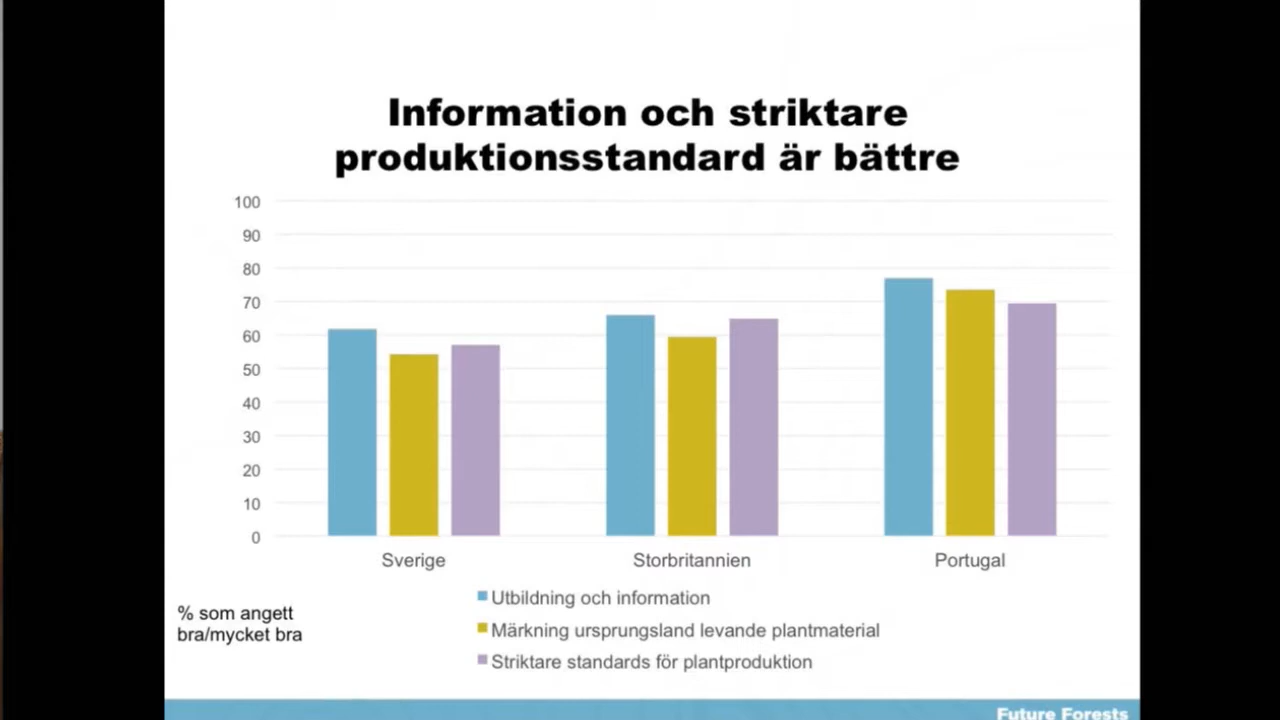 Information och striktare
produktionsstandard är bättre
100
90
80
70
60
50
40
30
20
10
0
Sverige
Storbritannien
Portugal
Utbildning och information
Märkning ursprungsland levande plantmaterial
Striktare standards för plantproduktion
% som angett
bra/mycket bra
Future Forests